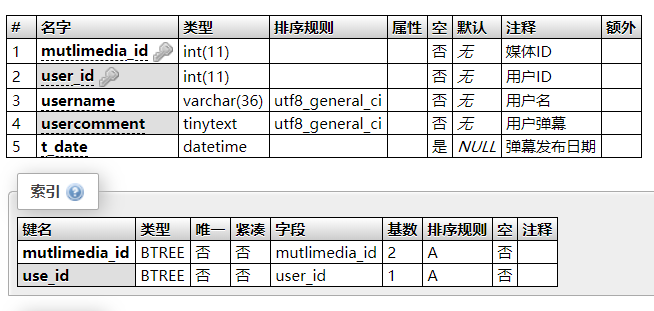 # 名字 类型 排序规则 属性 空 默认 注释 额外
1 mutlimedia_id int(11) 否 无 媒体ID
2 user_id int(11) 否 无 用户ID
3 username varchar(36) utf8_general_ci 否 无 用户名
4 usercomment tinytext utf8_general_ci 否 无 用户弹幕
5 t_date datetime 是 NULL 弹幕发布日期
索引
键名 类型 唯一 紧凑 字段 基数 排序规则 空 注释
mutlimedia_id BTREE 否 否 mutlimedia_id 2 A 否
use_id BTREE 否 否 user_id 1 A 否